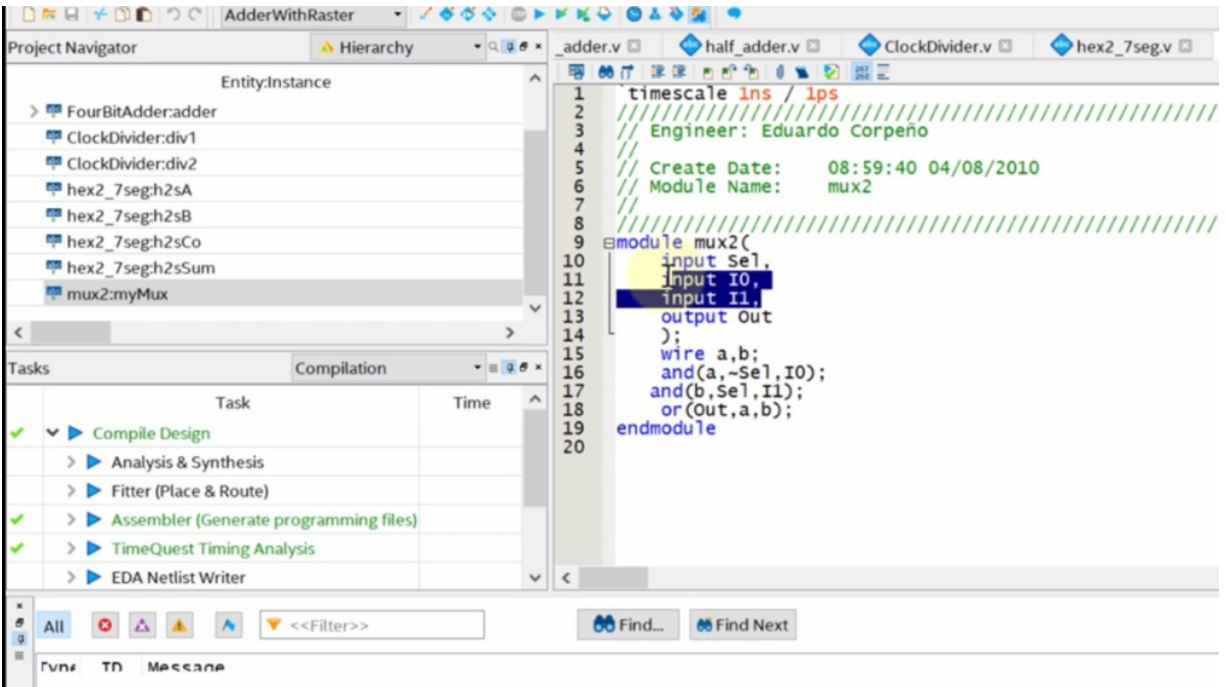 AdderWithRaster
Project Navigator
Hierarchy
Entity:Instance
FourBitAdder:adder
ClockDivider:div1
ClockDivider:div2
hex2_7seg:h2sA
hex2_7seg:h2sB
hex2_7seg:h2sCo
hex2_7seg:h2sSum
mux2:myMux
Tasks
Compilation
Task Time
Compile Design
Analysis & Synthesis
Fitter (Place & Route)
Assembler (Generate programming files)
TimeQuest Timing Analysis
EDA Netlist Writer
_adder.v
half_adder.v
ClockDivider.v
hex2_7seg.v
267
268
1 `timescale 1ns / 1ps
2 //////////////////////////////////////////////////////
3 // Engineer: Eduardo Corpeño
4 //
5 // Create Date: 08:59:40 04/08/2010
6 // Module Name: mux2
7 //
8 //////////////////////////////////////////////////////
9 module mux2(
10 input Sel,
11 input I0,
12 input I1,
13 output Out
14 );
15 wire a,b;
16 and(a,~Sel,I0);
17 and(b,Sel,I1);
18 or(Out,a,b);
19 endmodule
20
All
<<Filter>>
Find...
Find Next
Type ID Message